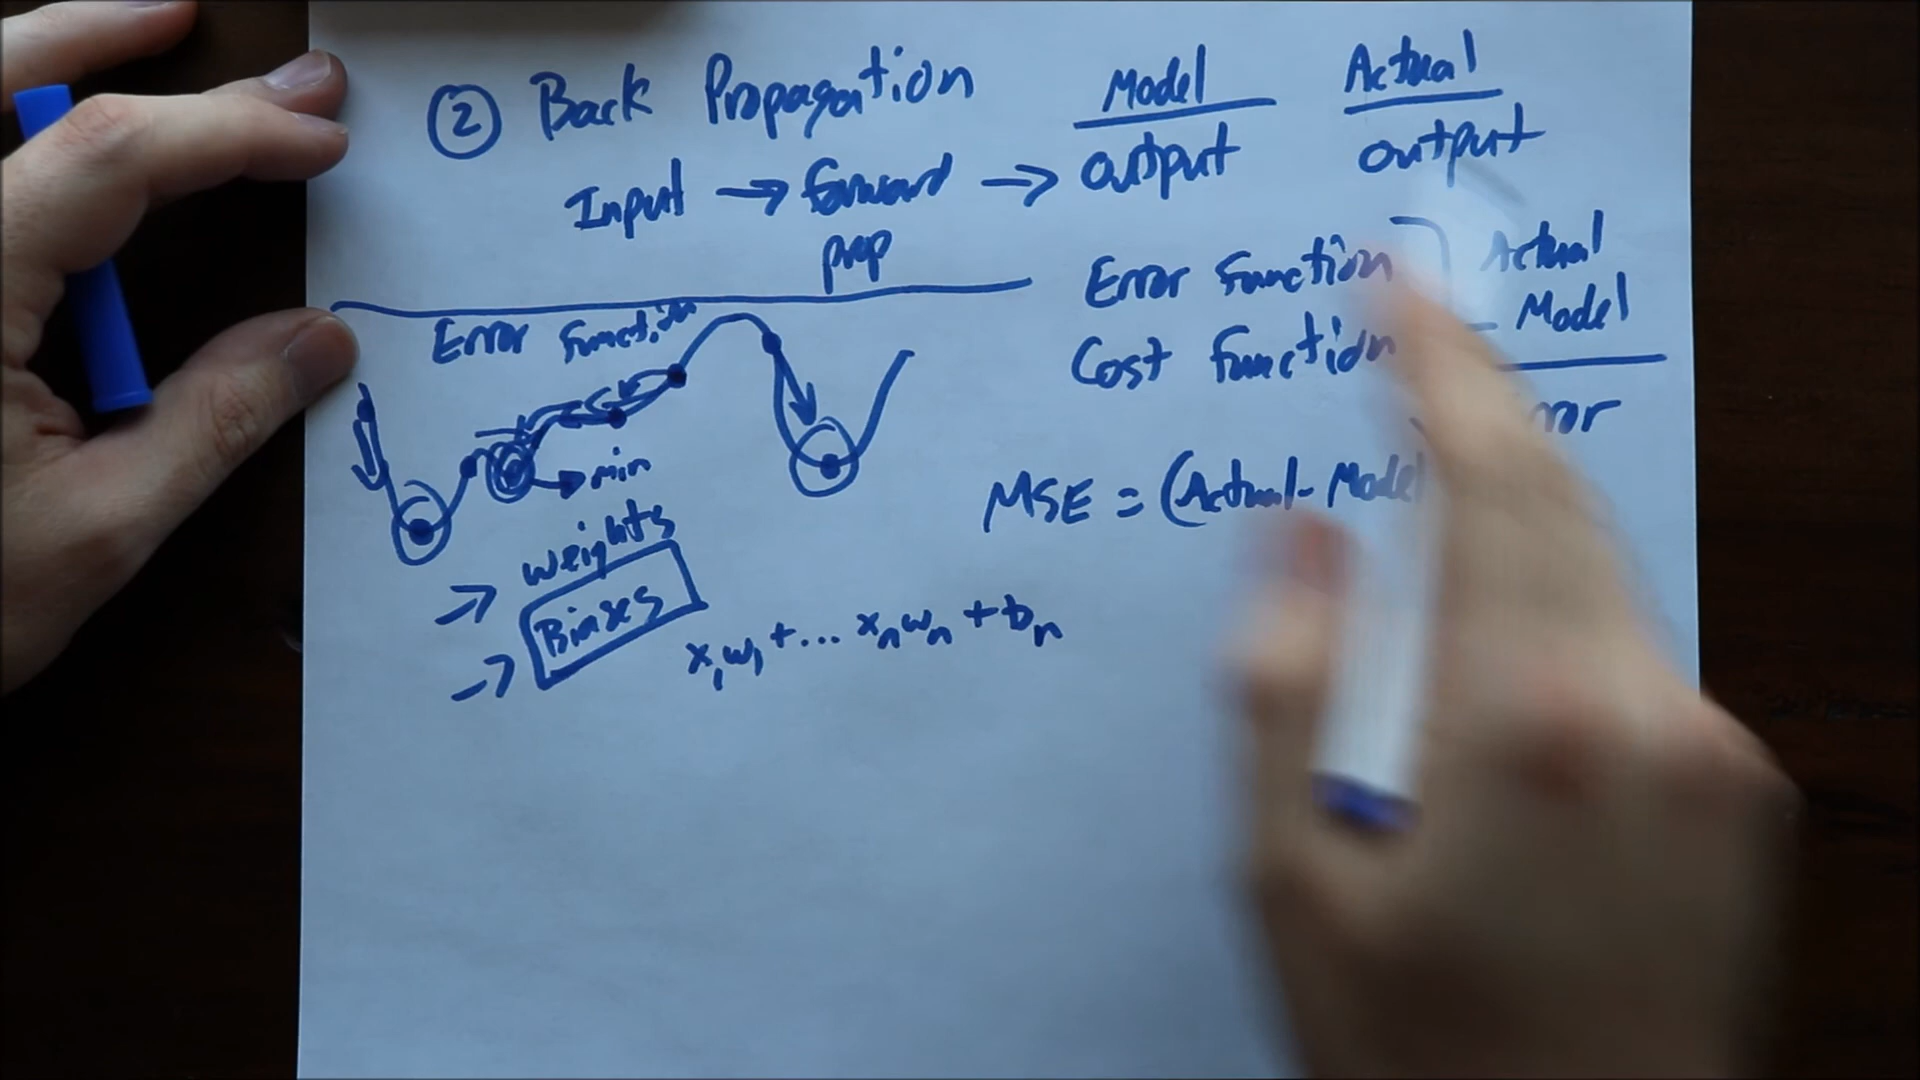 ② Back Propagation
Input → forward prop → Model output
Actual output
Error Function
Cost Function
Actual
- Model
MSE = (Actual - Model
Error Function
→ min
→ weights
→ Biases
x₁w₁ + ... xₙwₙ + bₙ